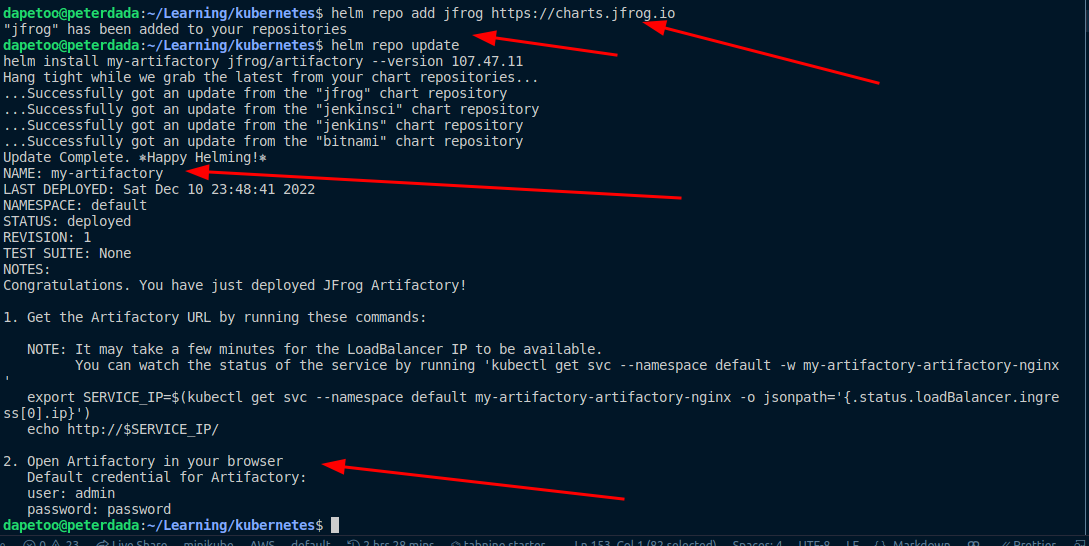 dapetoo@peterdada:~/Learning/kubernetes$ helm repo add jfrog https://charts.jfrog.io
"jfrog" has been added to your repositories
dapetoo@peterdada:~/Learning/kubernetes$ helm repo update
helm install my-artifactory jfrog/artifactory --version 107.47.11
Hang tight while we grab the latest from your chart repositories...
...Successfully got an update from the "jfrog" chart repository
...Successfully got an update from the "jenkinsci" chart repository
...Successfully got an update from the "jenkins" chart repository
...Successfully got an update from the "bitnami" chart repository
Update Complete. ⎈Happy Helming!⎈
NAME: my-artifactory
LAST DEPLOYED: Sat Dec 10 23:48:41 2022
NAMESPACE: default
STATUS: deployed
REVISION: 1
TEST SUITE: None
NOTES:
Congratulations. You have just deployed JFrog Artifactory!
1. Get the Artifactory URL by running these commands:
NOTE: It may take a few minutes for the LoadBalancer IP to be available.
You can watch the status of the service by running 'kubectl get svc --namespace default -w my-artifactory-artifactory-nginx
'
export SERVICE_IP=$(kubectl get svc --namespace default my-artifactory-artifactory-nginx -o jsonpath='{.status.loadBalancer.ingre
ss[0].ip}')
echo http://$SERVICE_IP/
2. Open Artifactory in your browser
Default credential for Artifactory:
user: admin
password: password
dapetoo@peterdada:~/Learning/kubernetes$
0 23 Live Share minikube AWS default 2 hrs 28 mins tabnine starter Ln 153, Col 1 (82 selected) Spaces: 4 UTF-8 LF Markdown Prettier